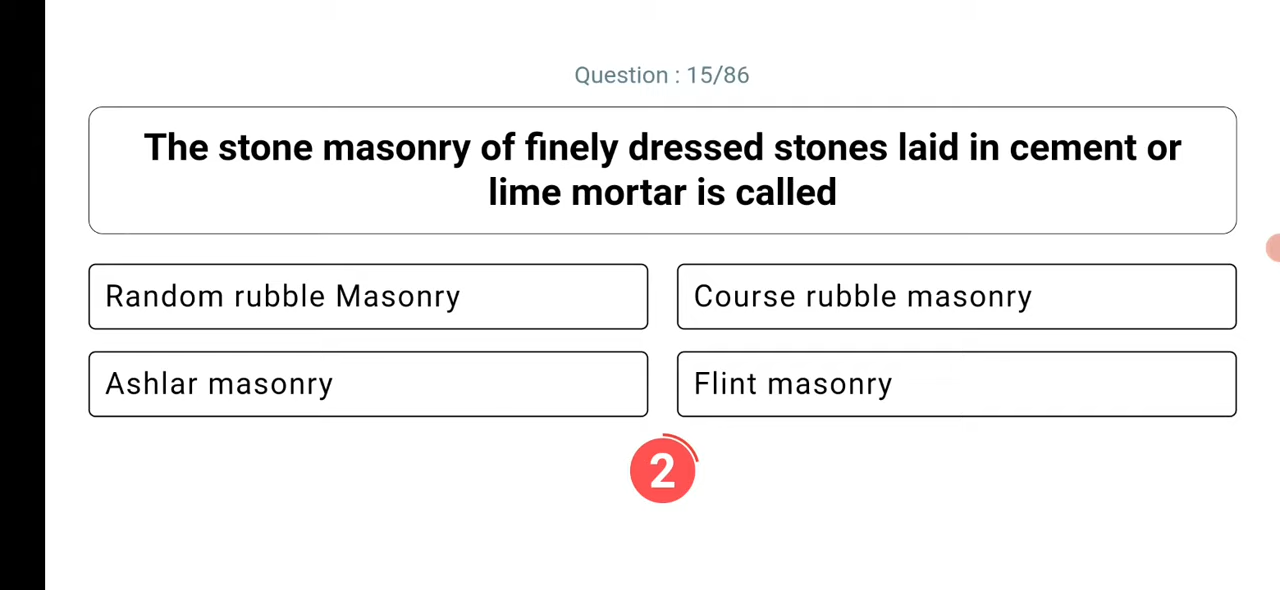 Question : 15/86
The stone masonry of finely dressed stones laid in cement or
lime mortar is called
Random rubble Masonry
Course rubble masonry
Ashlar masonry
Flint masonry
2